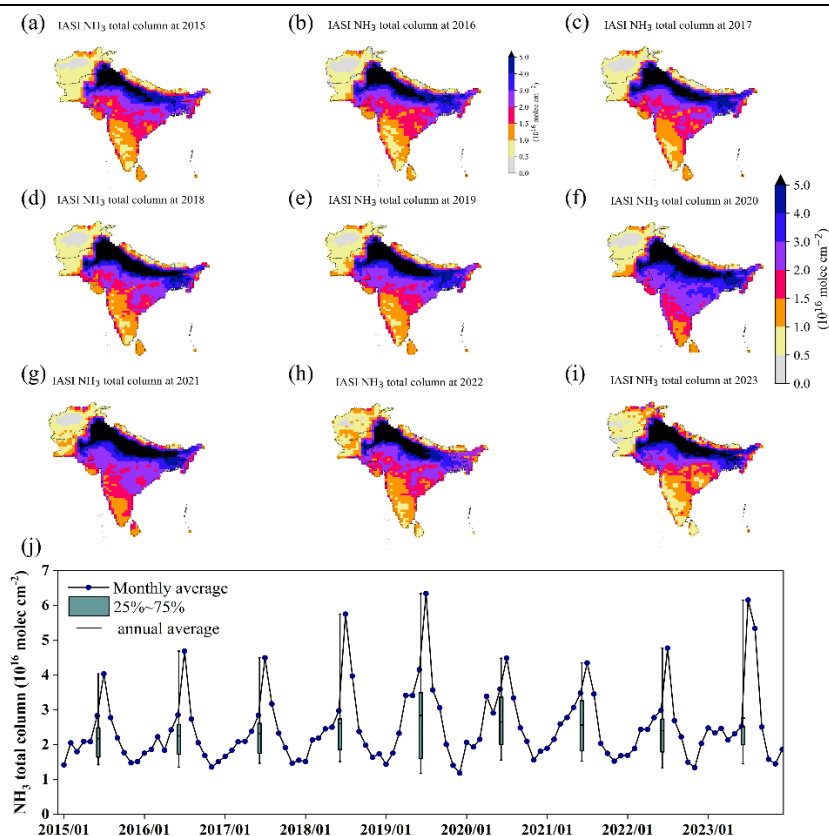 (a) IASI NH₃ total column at 2015
(b) IASI NH₃ total column at 2016
(c) IASI NH₃ total column at 2017
5.0
4.0
3.0
2.0
1.5
1.0
0.5
0.0
(10¹⁶ molec cm⁻²)
(d) IASI NH₃ total column at 2018
(e) IASI NH₃ total column at 2019
(f) IASI NH₃ total column at 2020
5.0
4.0
3.0
2.0
1.5
1.0
0.5
0.0
(10¹⁶ molec cm⁻²)
(g) IASI NH₃ total column at 2021
(h) IASI NH₃ total column at 2022
(i) IASI NH₃ total column at 2023
(j)
NH₃ total column (10¹⁶ molec cm⁻²)
7
6
5
4
3
2
1
0
Monthly average
25%~75%
annual average
2015/01 2016/01 2017/01 2018/01 2019/01 2020/01 2021/01 2022/01 2023/01